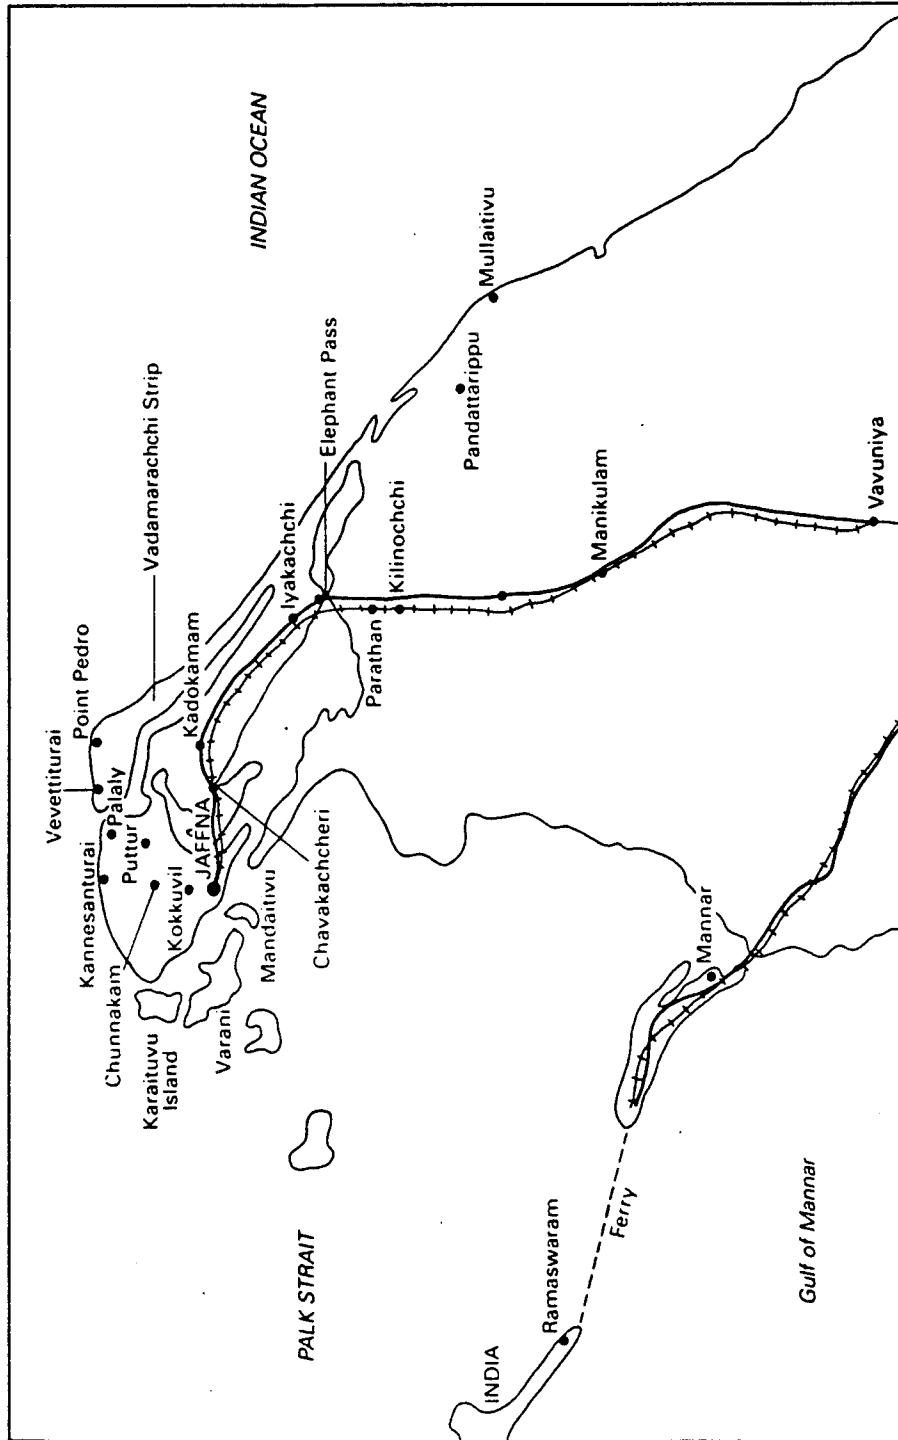 INDIAN OCEAN
PALK STRAIT
Gulf of Mannar
INDIA
Ramaswaram
Ferry
Mannar
Vevettiturai
Point Pedro
Vadamarachchi Strip
Kannesanturai
Palaly
Puttur
Chunnakam
Kokkuvil
JAFFNA
Kadokamam
Iyakachchi
Elephant Pass
Karaituvu
Island
Varani
Mandaitivu
Chavakachcheri
Parathan
Kilinochchi
Pandattarippu
Mullaitivu
Manikulam
Vavuniya